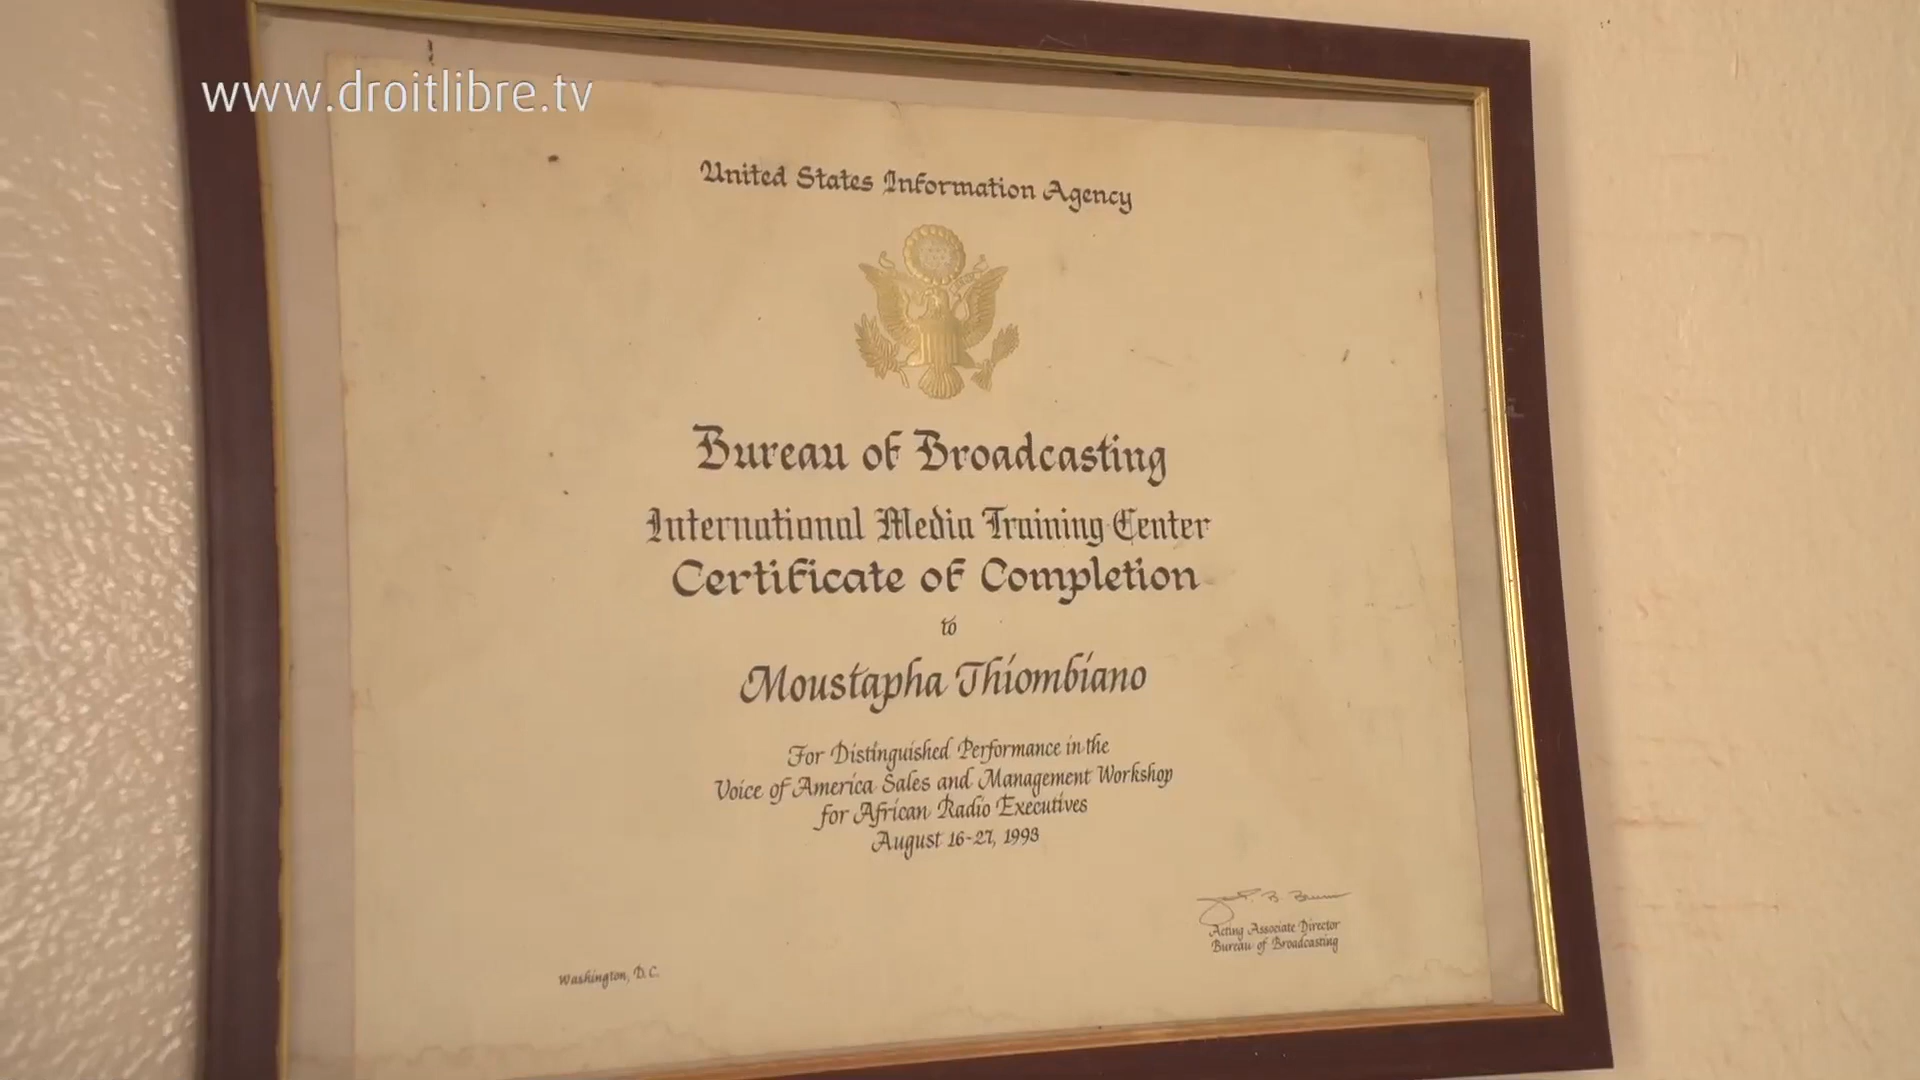 www.droitlibre.tv
United States Information Agency
Bureau of Broadcasting
International Media Training Center
Certificate of Completion
to
Moustapha Thiombiano
For Distinguished Performance in the
Voice of America Sales and Management Workshop
for African Radio Executives
August 16-27, 1993
Acting Associate Director
Bureau of Broadcasting
Washington, D.C.